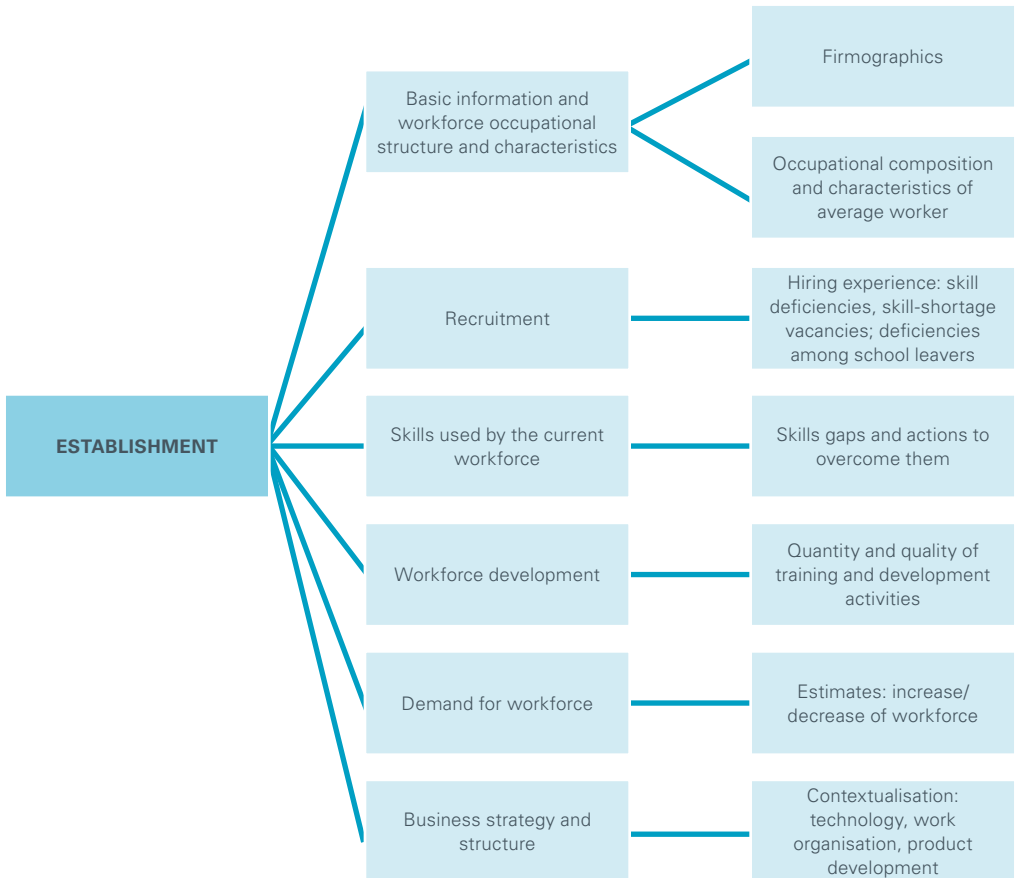 Firmographics
Basic information and
workforce occupational
structure and characteristics
Occupational composition
and characteristics of
average worker
Recruitment
Hiring experience: skill
deficiencies, skill-shortage
vacancies; deficiencies
among school leavers
ESTABLISHMENT
Skills used by the current
workforce
Skills gaps and actions to
overcome them
Workforce development
Quantity and quality of
training and development
activities
Demand for workforce
Estimates: increase/
decrease of workforce
Business strategy and
structure
Contextualisation:
technology, work
organisation, product
development